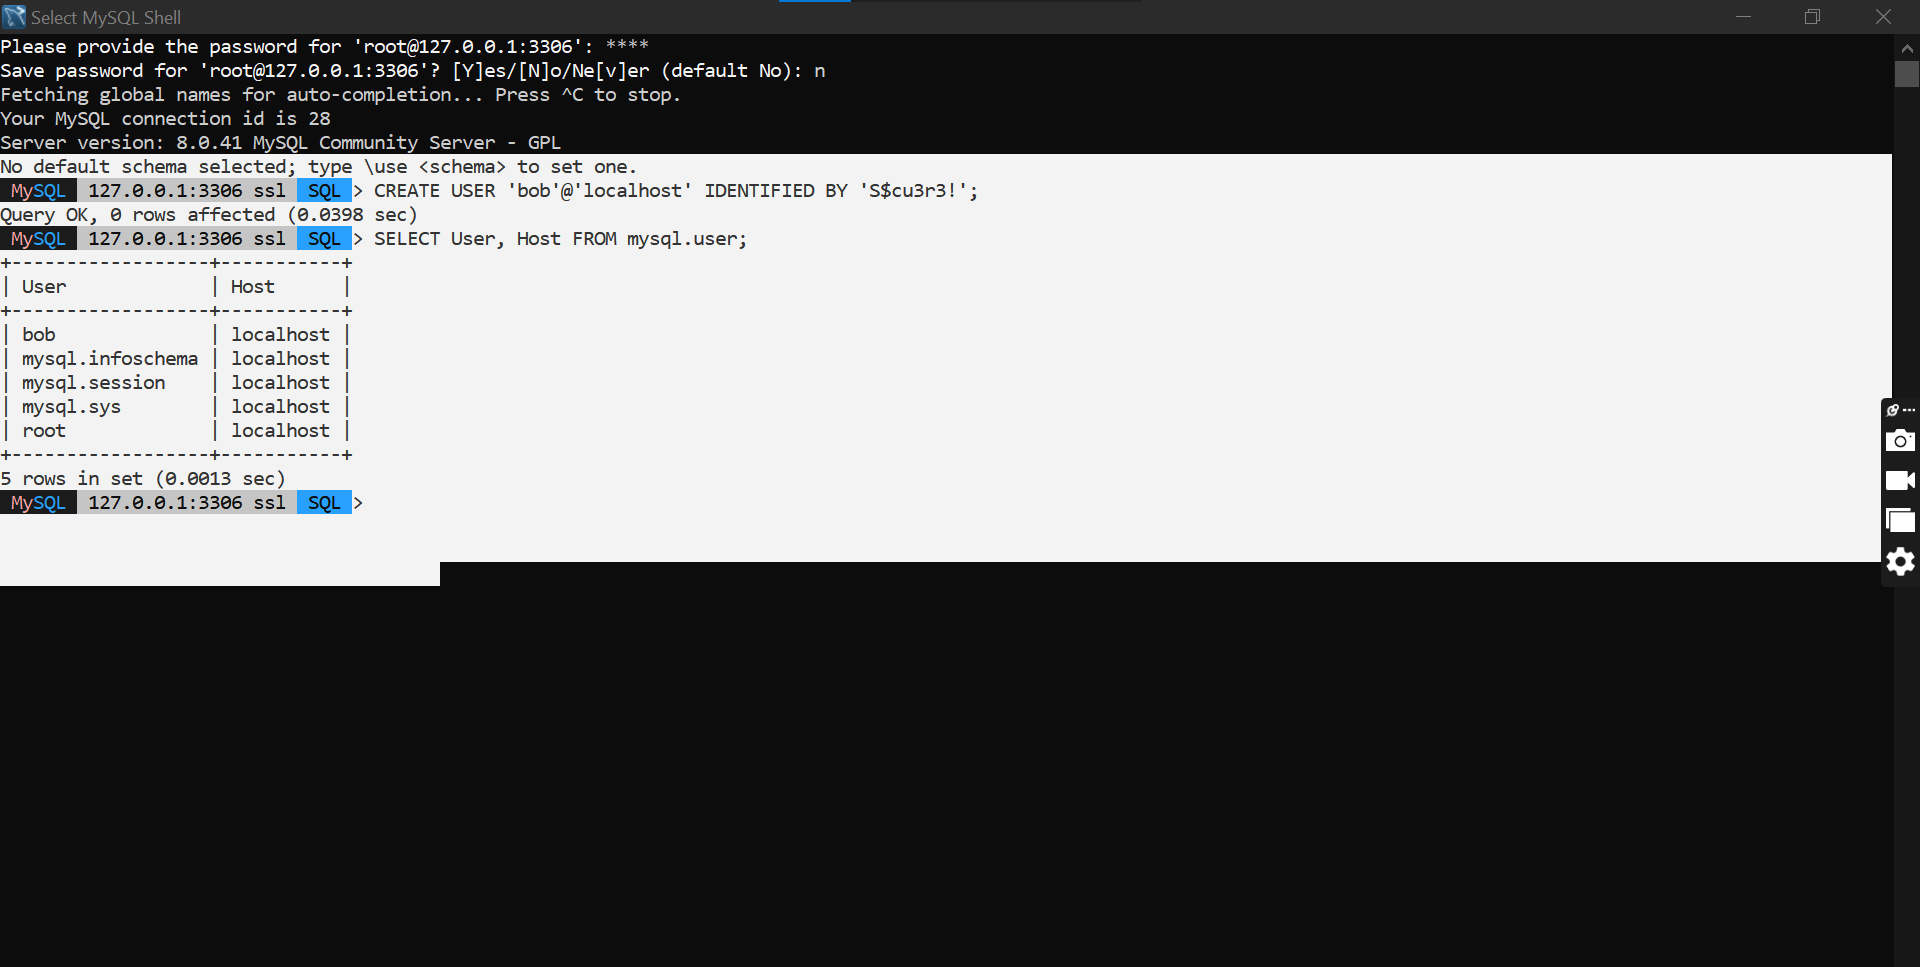 Select MySQL Shell
Please provide the password for 'root@127.0.0.1:3306': ****
Save password for 'root@127.0.0.1:3306'? [Y]es/[N]o/Ne[v]er (default No): n
Fetching global names for auto-completion... Press ^C to stop.
Your MySQL connection id is 28
Server version: 8.0.41 MySQL Community Server - GPL
No default schema selected; type \use <schema> to set one.
MySQL 127.0.0.1:3306 ssl SQL > CREATE USER 'bob'@'localhost' IDENTIFIED BY 'S$cu3r3!';
Query OK, 0 rows affected (0.0398 sec)
MySQL 127.0.0.1:3306 ssl SQL > SELECT User, Host FROM mysql.user;
+------------------+-----------+
| User             | Host      |
+------------------+-----------+
| bob              | localhost |
| mysql.infoschema | localhost |
| mysql.session    | localhost |
| mysql.sys        | localhost |
| root             | localhost |
+------------------+-----------+
5 rows in set (0.0013 sec)
MySQL 127.0.0.1:3306 ssl SQL >